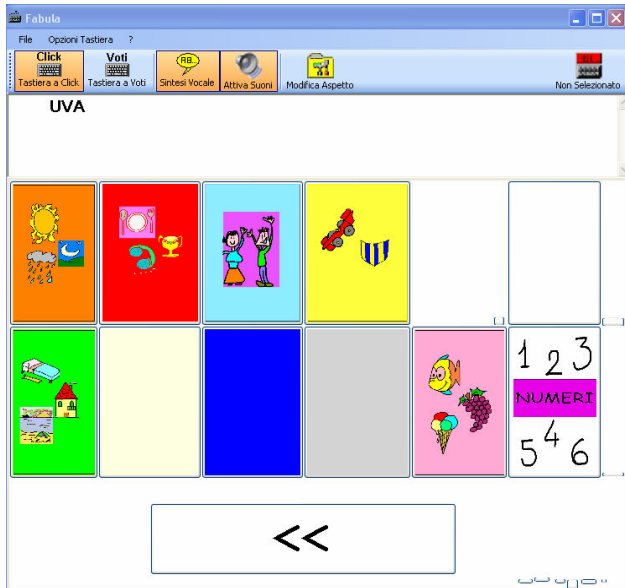 Fabula
File Opzioni Tastiera ?
Click Voti AB..
Tastiera a Click Tastiera a Voti Sintesi Vocale Attiva Suoni Modifica Aspetto Non Selezionato
UVA
1 2 3
NUMERI
5 4 6
<<